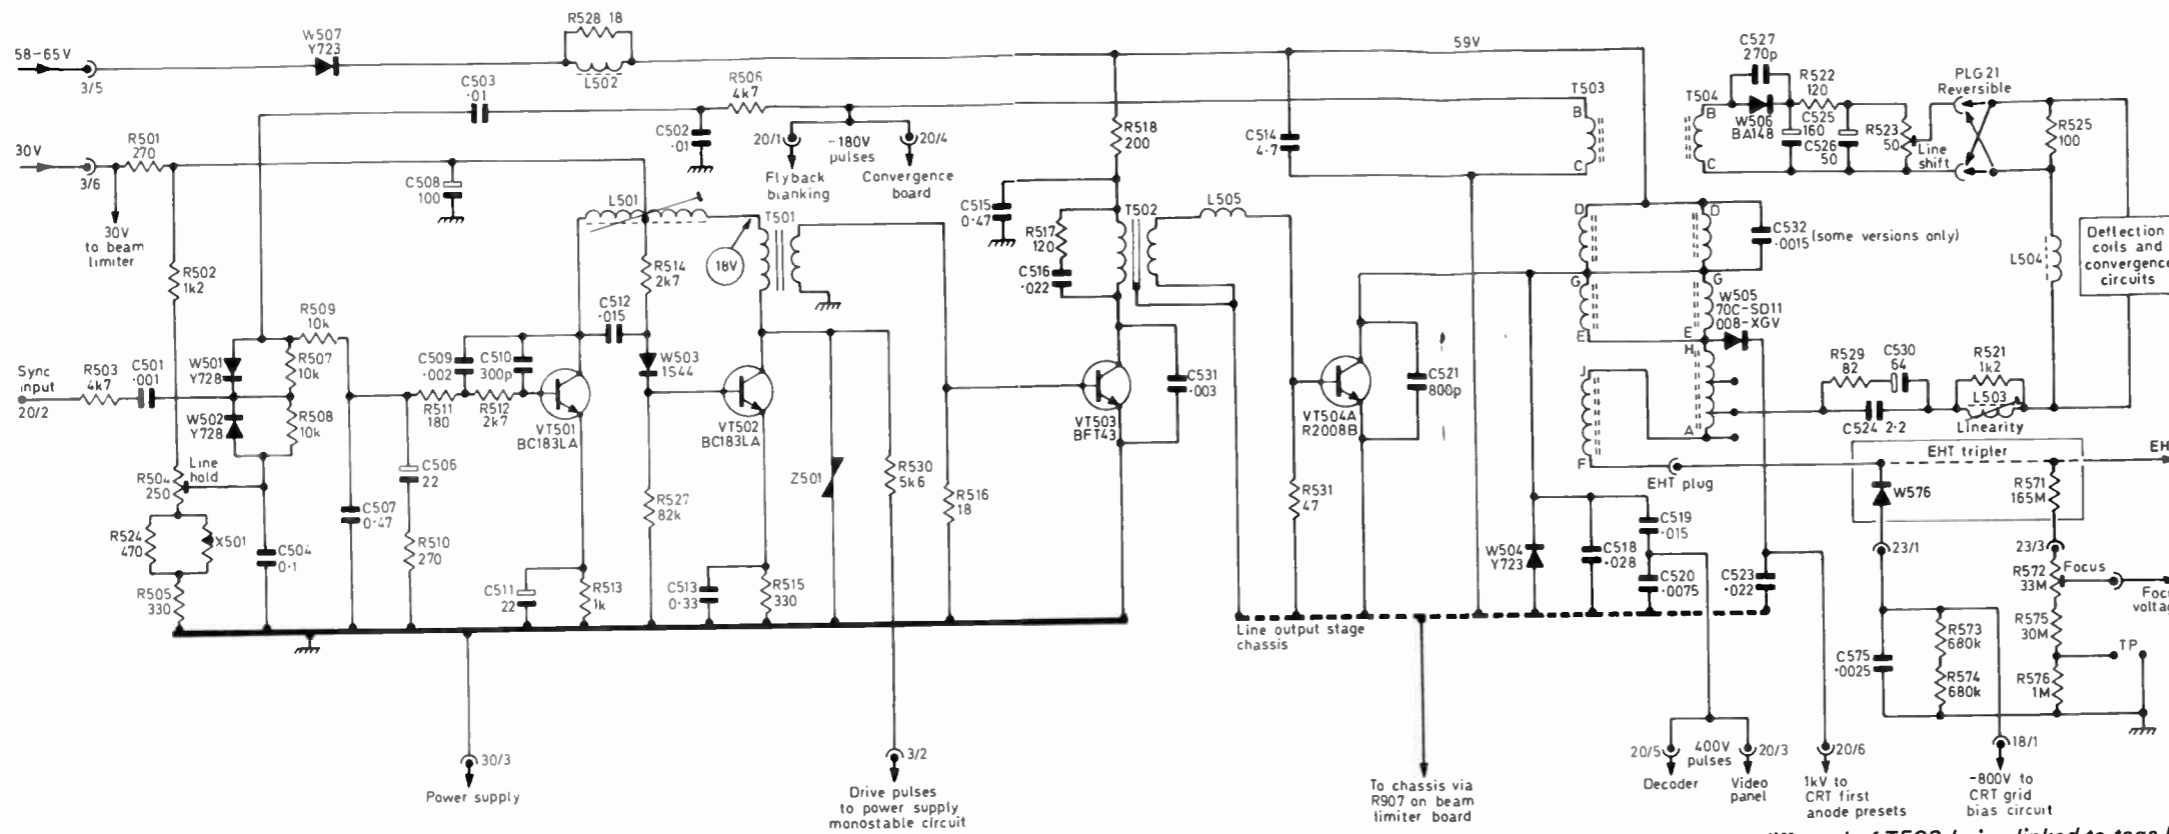 58-65V
3/5
W507
Y723
R528 18
L502
59V
C503
·01
R506
4k7
C502
·01
20/1
-180V
pulses
20/4
Flyback
blanking
Convergence
board
30V
3/6
R501
270
30V
to beam
limiter
C508
100
R502
1k2
L501
R514
2k7
18V
T501
R518
200
C515
0·47
R517
120
C516
·022
T502
L505
C514
4·7
T503
B
C
T504
B
C
C527
270p
W506
BA148
R522
120
C525
160
C526
50
R523
50
Line
shift
PLG21
Reversible
R525
100
L504
Deflection
coils and
convergence
circuits
D
G
E
D
G
E
H
A
J
F
C532
·0015
(some versions only)
W505
70C-SD11
008-XGV
Sync
input
20/2
R503
4k7
C501
·001
W501
Y728
W502
Y728
R507
10k
R508
10k
R509
10k
Line
hold
R504
250
R524
470
X501
R505
330
C504
0·1
C507
0·47
C506
22
R510
270
R511
180
C509
·002
C510
300p
R512
2k7
VT501
BC183LA
C512
·015
W503
1S44
VT502
BC183LA
C511
22
R513
1k
R527
82k
C513
0·33
R515
330
Z501
R530
5k6
R516
18
VT503
BFT43
C531
·003
VT504A
R2008B
R531
47
C521
800p
W504
Y723
C518
·028
C519
·015
C520
·0075
C523
·022
R529
82
C530
64
C524 2·2
R521
1k2
L503
Linearity
EHT plug
EHT tripler
W576
R571
165M
EH
23/1
23/3
R572
33M
Focus
Focu
voltag
R575
30M
TP
R576
1M
C575
·0025
R573
680k
R574
680k
Line output stage
chassis
30/3
Power supply
3/2
Drive pulses
to power supply
monostable circuit
To chassis via
R907 on beam
limiter board
20/5
400V
pulses
20/3
Decoder
Video
panel
20/6
1kV to
CRT first
anode presets
18/1
-800V to
CRT grid
bias circuit